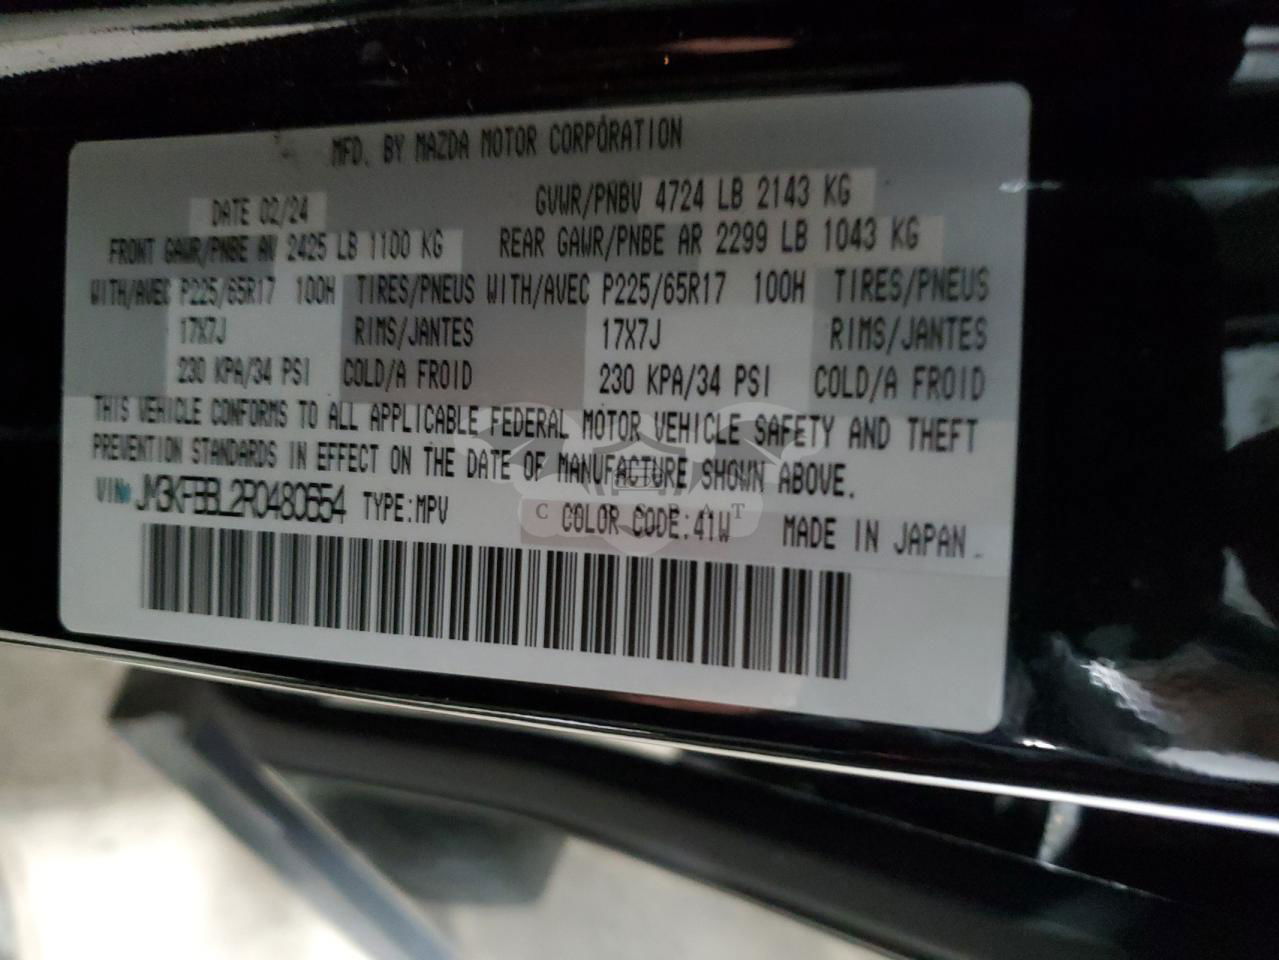 MFD. BY MAZDA MOTOR CORPORATION
DATE 02/24 GVWR/PNBV 4724 LB 2143 KG
FRONT GAWR/PNBE AV 2425 LB 1100 KG REAR GAWR/PNBE AR 2299 LB 1043 KG
WITH/AVEC P225/65R17 100H TIRES/PNEUS WITH/AVEC P225/65R17 100H TIRES/PNEUS
17X7J RIMS/JANTES 17X7J RIMS/JANTES
230 KPA/34 PSI COLD/A FROID 230 KPA/34 PSI COLD/A FROID
THIS VEHICLE CONFORMS TO ALL APPLICABLE FEDERAL MOTOR VEHICLE SAFETY AND THEFT
PREVENTION STANDARDS IN EFFECT ON THE DATE OF MANUFACTURE SHOWN ABOVE.
VIN: TYPE:MPV COLOR CODE:41W MADE IN JAPAN